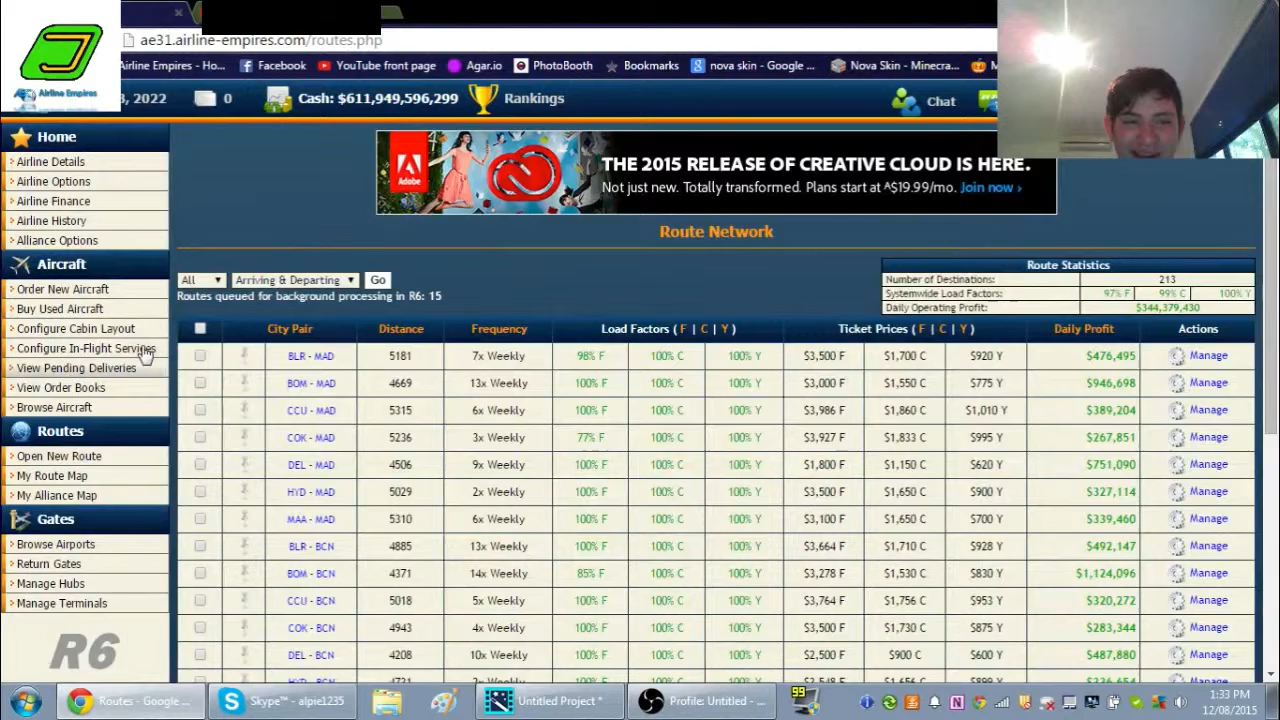 ae31.airline-empires.com/routes.php
Airline Empires - Ho...
Facebook
YouTube front page
Agar.io
PhotoBooth
Bookmarks
nova skin - Google ...
Nova Skin - Minecra...
Airline Empires
3, 2022
0
Cash: $611,949,596,299
Rankings
Chat
Home
Airline Details
Airline Options
Airline Finance
Airline History
Alliance Options
Aircraft
Order New Aircraft
Buy Used Aircraft
Configure Cabin Layout
Configure In-Flight Services
View Pending Deliveries
View Order Books
Browse Aircraft
Routes
Open New Route
My Route Map
My Alliance Map
Gates
Browse Airports
Return Gates
Manage Hubs
Manage Terminals
R6
Adobe
THE 2015 RELEASE OF CREATIVE CLOUD IS HERE.
Not just new. Totally transformed. Plans start at A$19.99/mo. Join now ›
Route Network
All Arriving & Departing Go
Routes queued for background processing in R6: 15
Route Statistics
Number of Destinations: 213
Systemwide Load Factors: 97% F 99% C 100% Y
Daily Operating Profit: $344,379,430
City Pair Distance Frequency Load Factors ( F | C | Y ) Ticket Prices ( F | C | Y ) Daily Profit Actions
BLR - MAD 5181 7x Weekly 98% F 100% C 100% Y $3,500 F $1,700 C $920 Y $476,495 Manage
BOM - MAD 4669 13x Weekly 100% F 100% C 100% Y $3,000 F $1,550 C $775 Y $946,698 Manage
CCU - MAD 5315 6x Weekly 100% F 100% C 100% Y $3,986 F $1,860 C $1,010 Y $389,204 Manage
COK - MAD 5236 3x Weekly 77% F 100% C 100% Y $3,927 F $1,833 C $995 Y $267,851 Manage
DEL - MAD 4506 9x Weekly 100% F 100% C 100% Y $1,800 F $1,150 C $620 Y $751,090 Manage
HYD - MAD 5029 2x Weekly 100% F 100% C 100% Y $3,500 F $1,650 C $900 Y $327,114 Manage
MAA - MAD 5310 6x Weekly 100% F 100% C 100% Y $3,100 F $1,650 C $700 Y $339,460 Manage
BLR - BCN 4885 13x Weekly 100% F 100% C 100% Y $3,664 F $1,710 C $928 Y $492,147 Manage
BOM - BCN 4371 14x Weekly 85% F 100% C 100% Y $3,278 F $1,530 C $830 Y $1,124,096 Manage
CCU - BCN 5018 5x Weekly 100% F 100% C 100% Y $3,764 F $1,756 C $953 Y $320,272 Manage
COK - BCN 4943 4x Weekly 100% F 100% C 100% Y $3,500 F $1,730 C $875 Y $283,344 Manage
DEL - BCN 4208 10x Weekly 100% F 100% C 100% Y $2,500 F $900 C $600 Y $487,880 Manage
Routes - Google ...
Skype™ - alpie1235
Untitled Project *
Profile: Untitled - ...
99
1:33 PM
12/08/2015